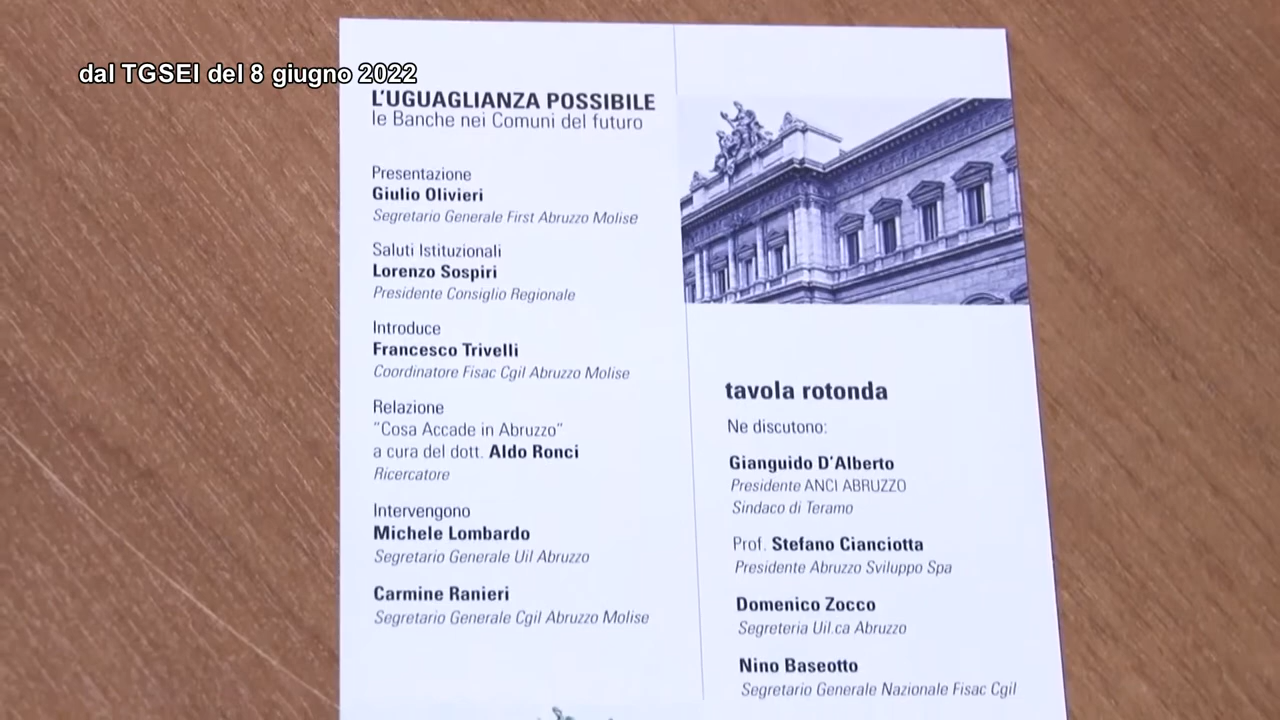 dal TGSEI del 8 giugno 2022
L'UGUAGLIANZA POSSIBILE
le Banche nei Comuni del futuro
Presentazione
Giulio Olivieri
Segretario Generale First Abruzzo Molise
Saluti Istituzionali
Lorenzo Sospiri
Presidente Consiglio Regionale
Introduce
Francesco Trivelli
Coordinatore Fisac Cgil Abruzzo Molise
Relazione
"Cosa Accade in Abruzzo"
a cura del dott. Aldo Ronci
Ricercatore
Intervengono
Michele Lombardo
Segretario Generale Uil Abruzzo
Carmine Ranieri
Segretario Generale Cgil Abruzzo Molise
tavola rotonda
Ne discutono:
Gianguido D'Alberto
Presidente ANCI ABRUZZO
Sindaco di Teramo
Prof. Stefano Cianciotta
Presidente Abruzzo Sviluppo Spa
Domenico Zocco
Segreteria Uil.ca Abruzzo
Nino Baseotto
Segretario Generale Nazionale Fisac Cgil